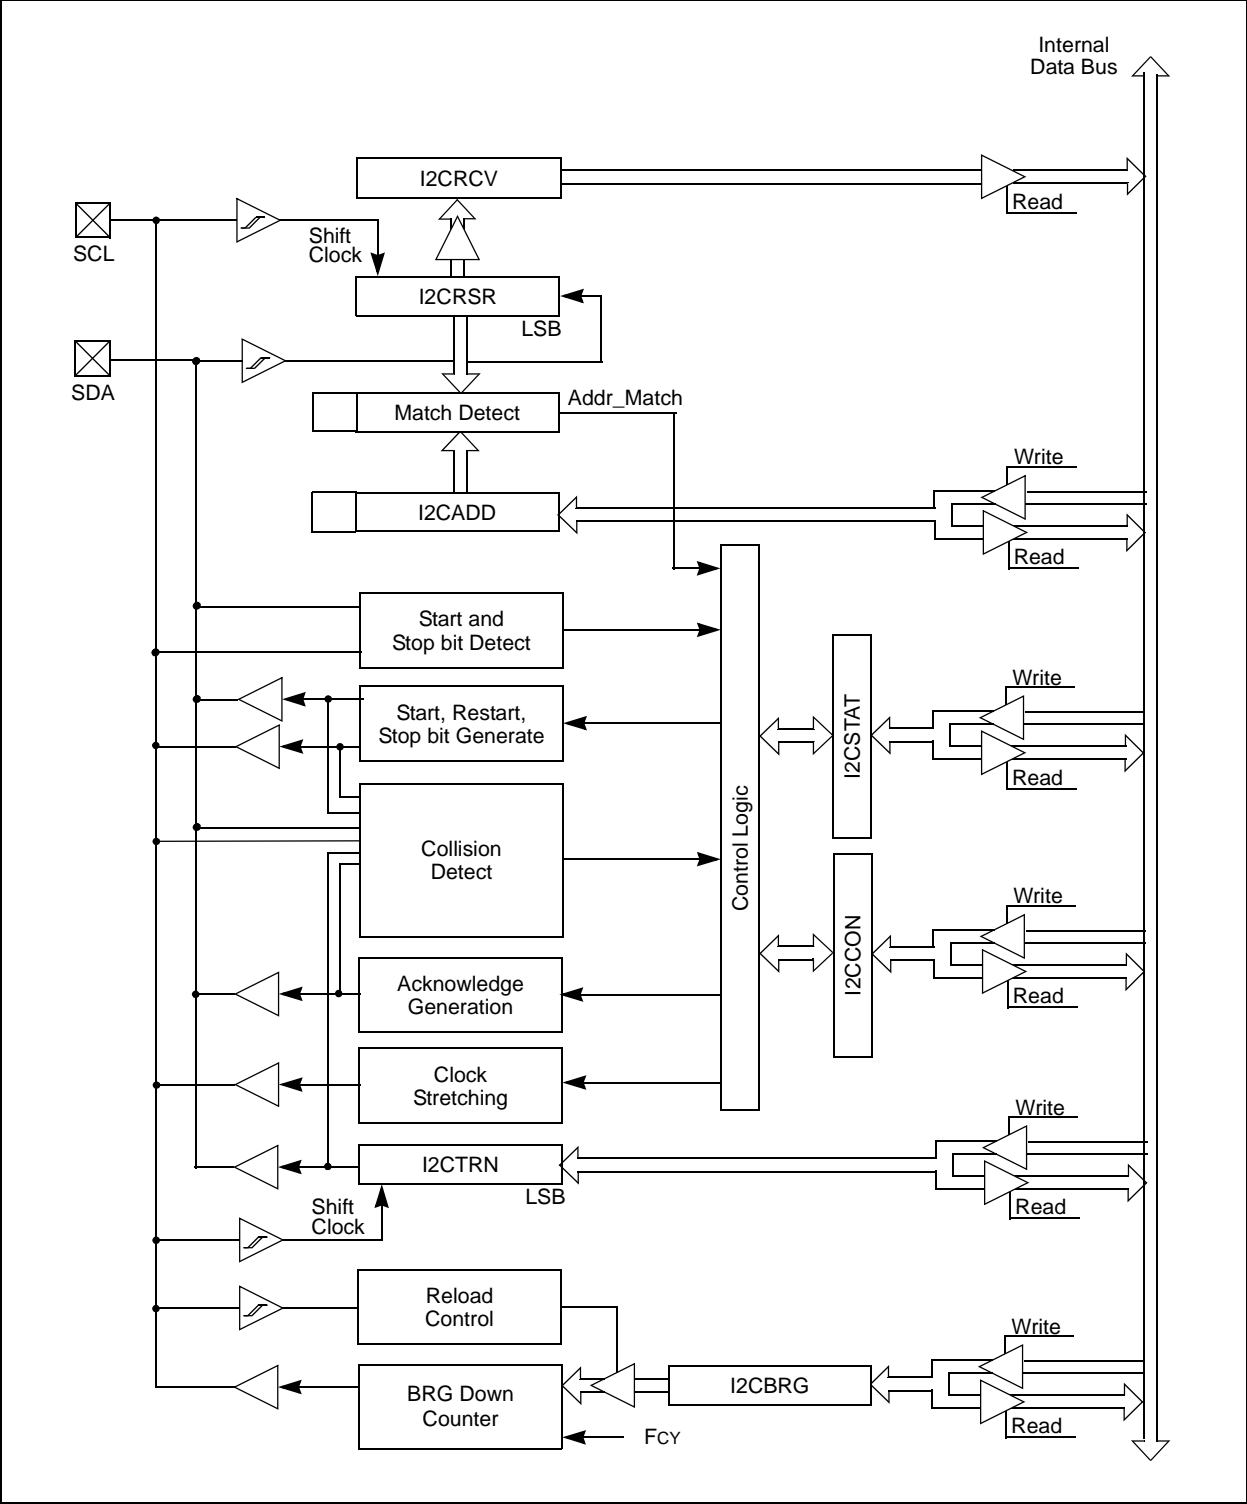 Internal
Data Bus
I2CRCV
Read
SCL
Shift
Clock
I2CRSR
LSB
SDA
Match Detect
Addr_Match
Write
I2CADD
Read
Start and
Stop bit Detect
Write
Start, Restart,
Stop bit Generate
I2CSTAT
Read
Control Logic
Collision
Detect
Write
I2CCON
Acknowledge
Generation
Read
Clock
Stretching
Write
I2CTRN
LSB
Shift
Clock
Read
Reload
Control
Write
I2CBRG
BRG Down
Counter
Read
FCY